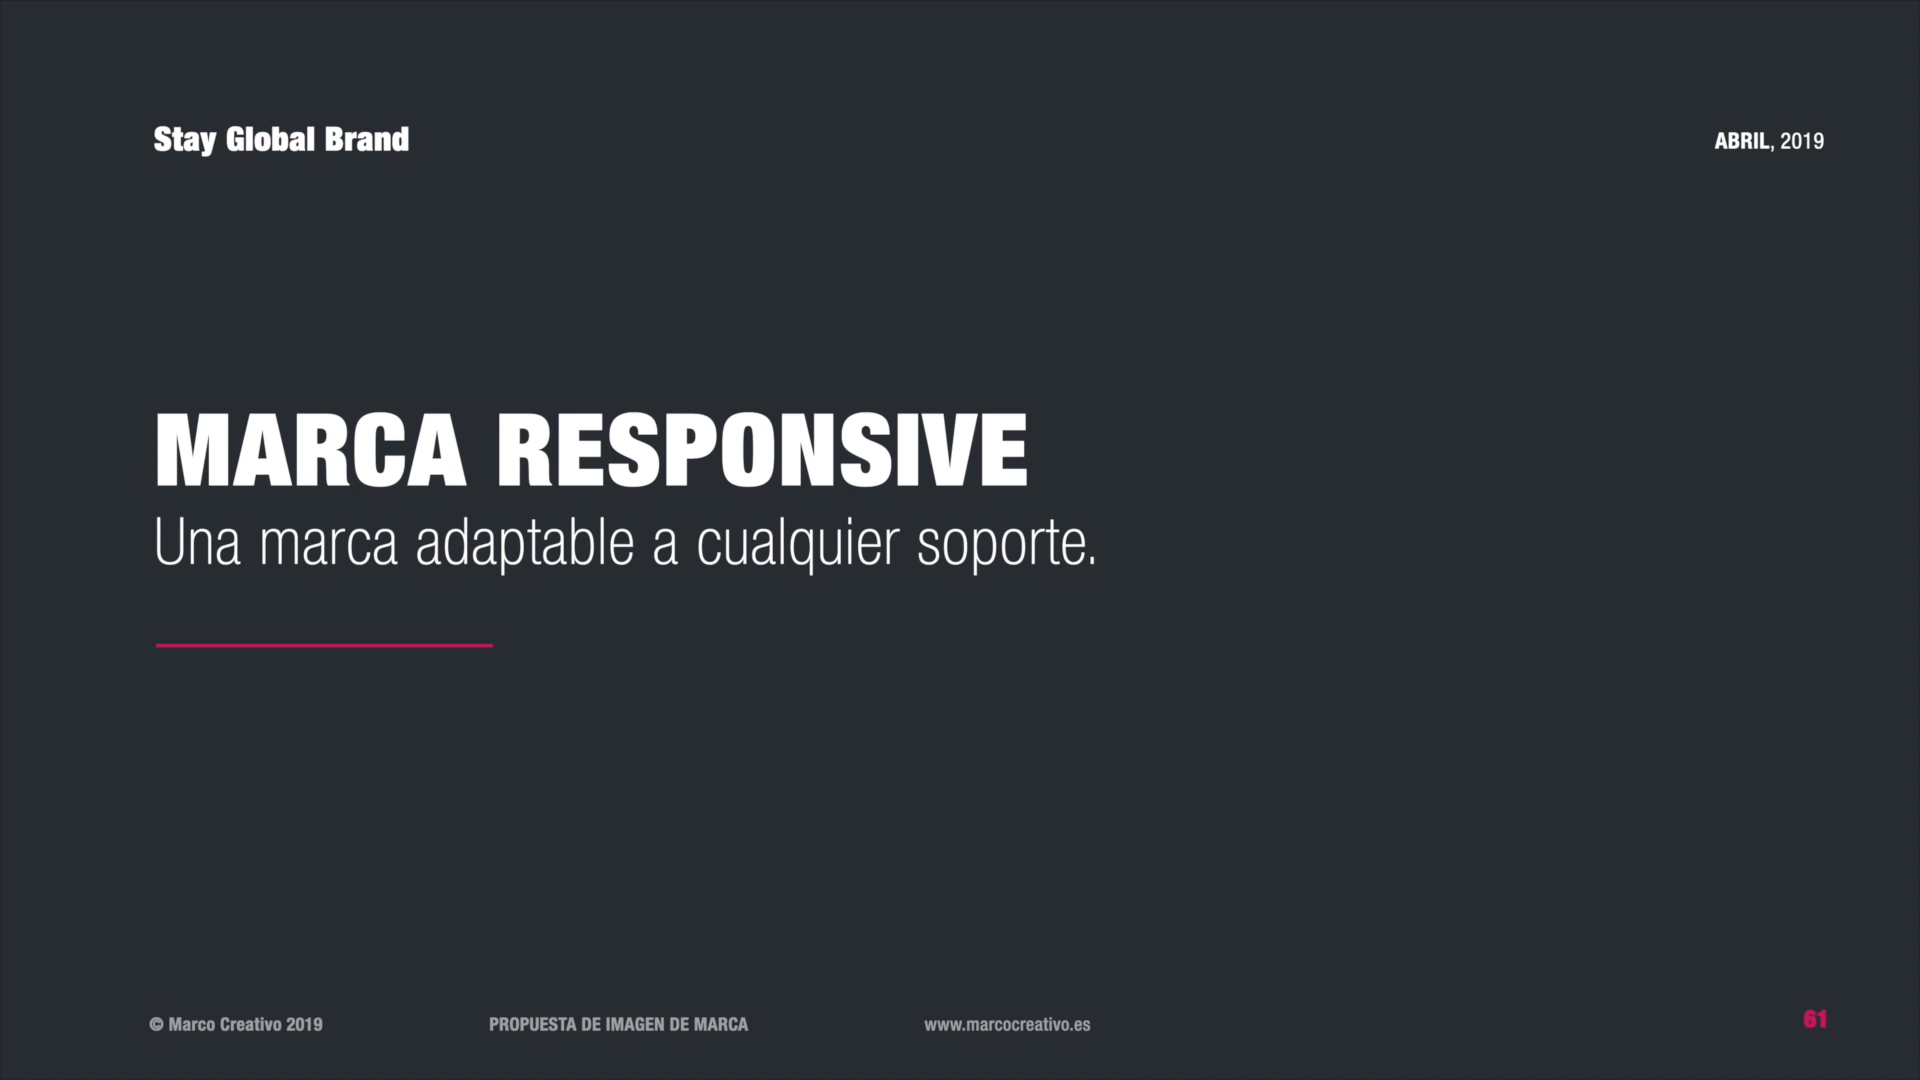 Stay Global Brand
ABRIL, 2019
MARCA RESPONSIVE
Una marca adaptable a cualquier soporte.
© Marco Creativo 2019
PROPUESTA DE IMAGEN DE MARCA
www.marcocreativo.es
61